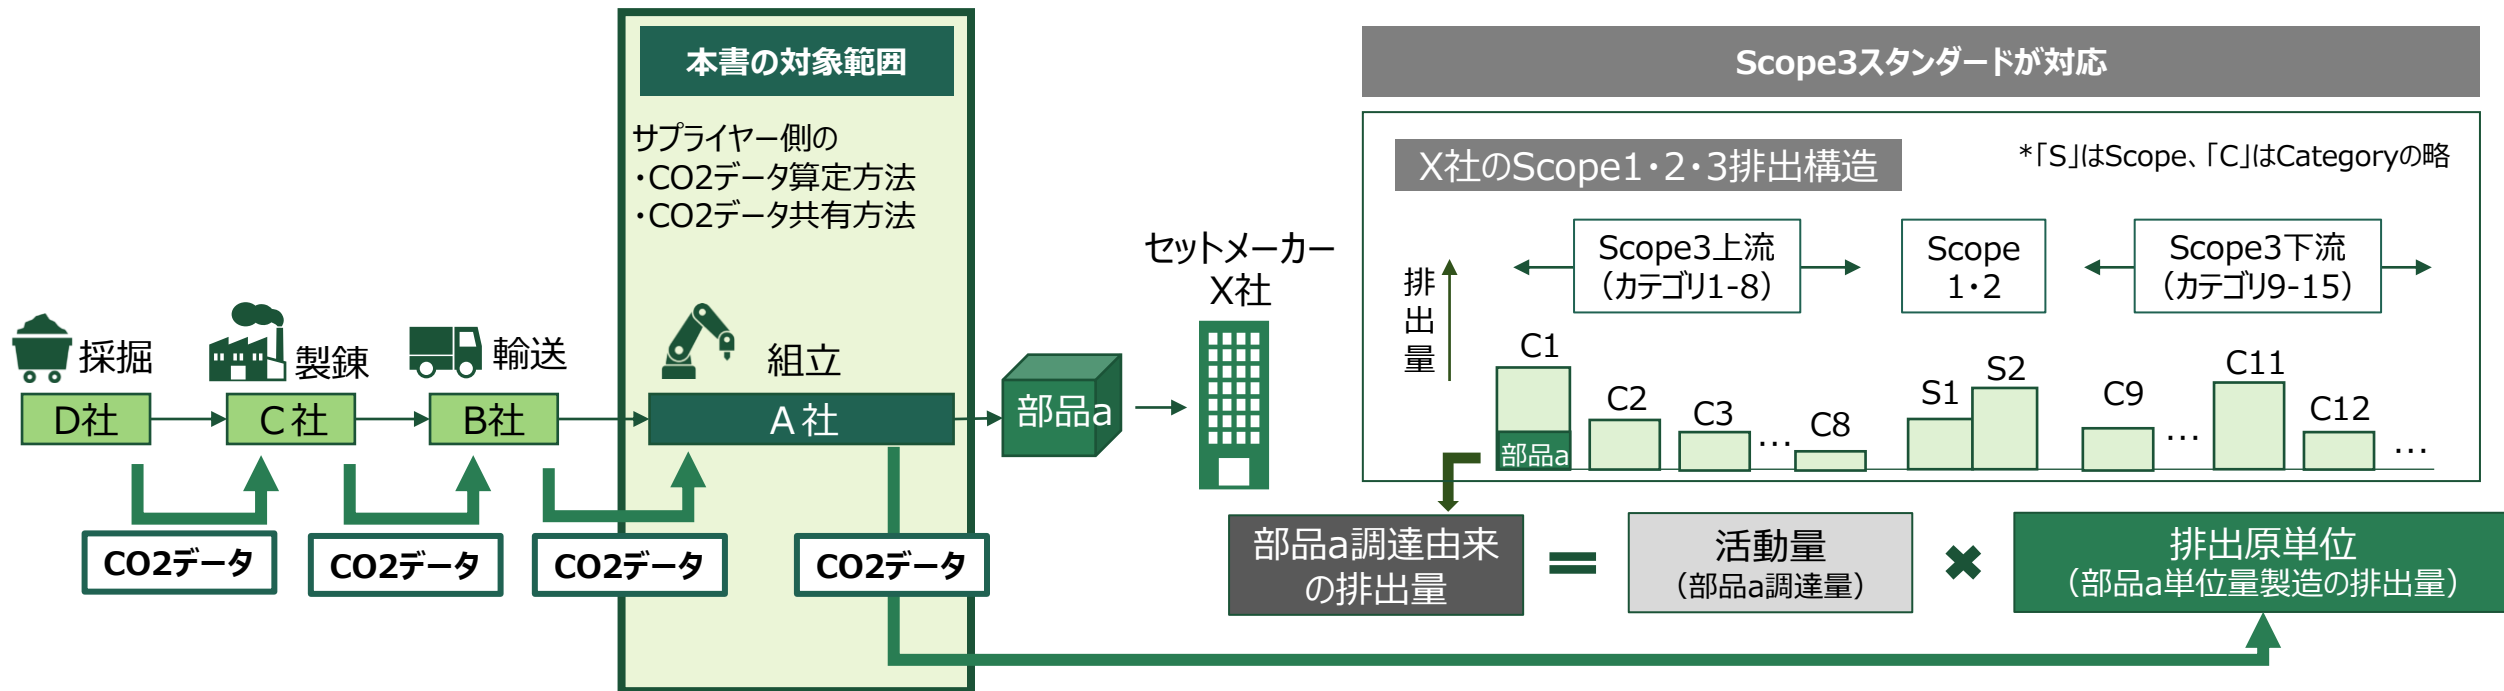 本書の対象範囲
サプライヤー側の
・CO2データ算定方法
・CO2データ共有方法
採掘
製錬
輸送
組立
D社
C社
B社
A社
部品a
セットメーカー
X社
CO2データ
CO2データ
CO2データ
CO2データ
Scope3スタンダードが対応
X社のScope1・2・3排出構造
*「S」はScope、「C」はCategoryの略
排出量
Scope3上流
（カテゴリ1-8）
Scope
1・2
Scope3下流
（カテゴリ9-15）
C1
部品a
C2
C3
…
C8
S1
S2
C9
…
C11
C12
…
部品a調達由来
の排出量
＝
活動量
（部品a調達量）
×
排出原単位
（部品a単位量製造の排出量）